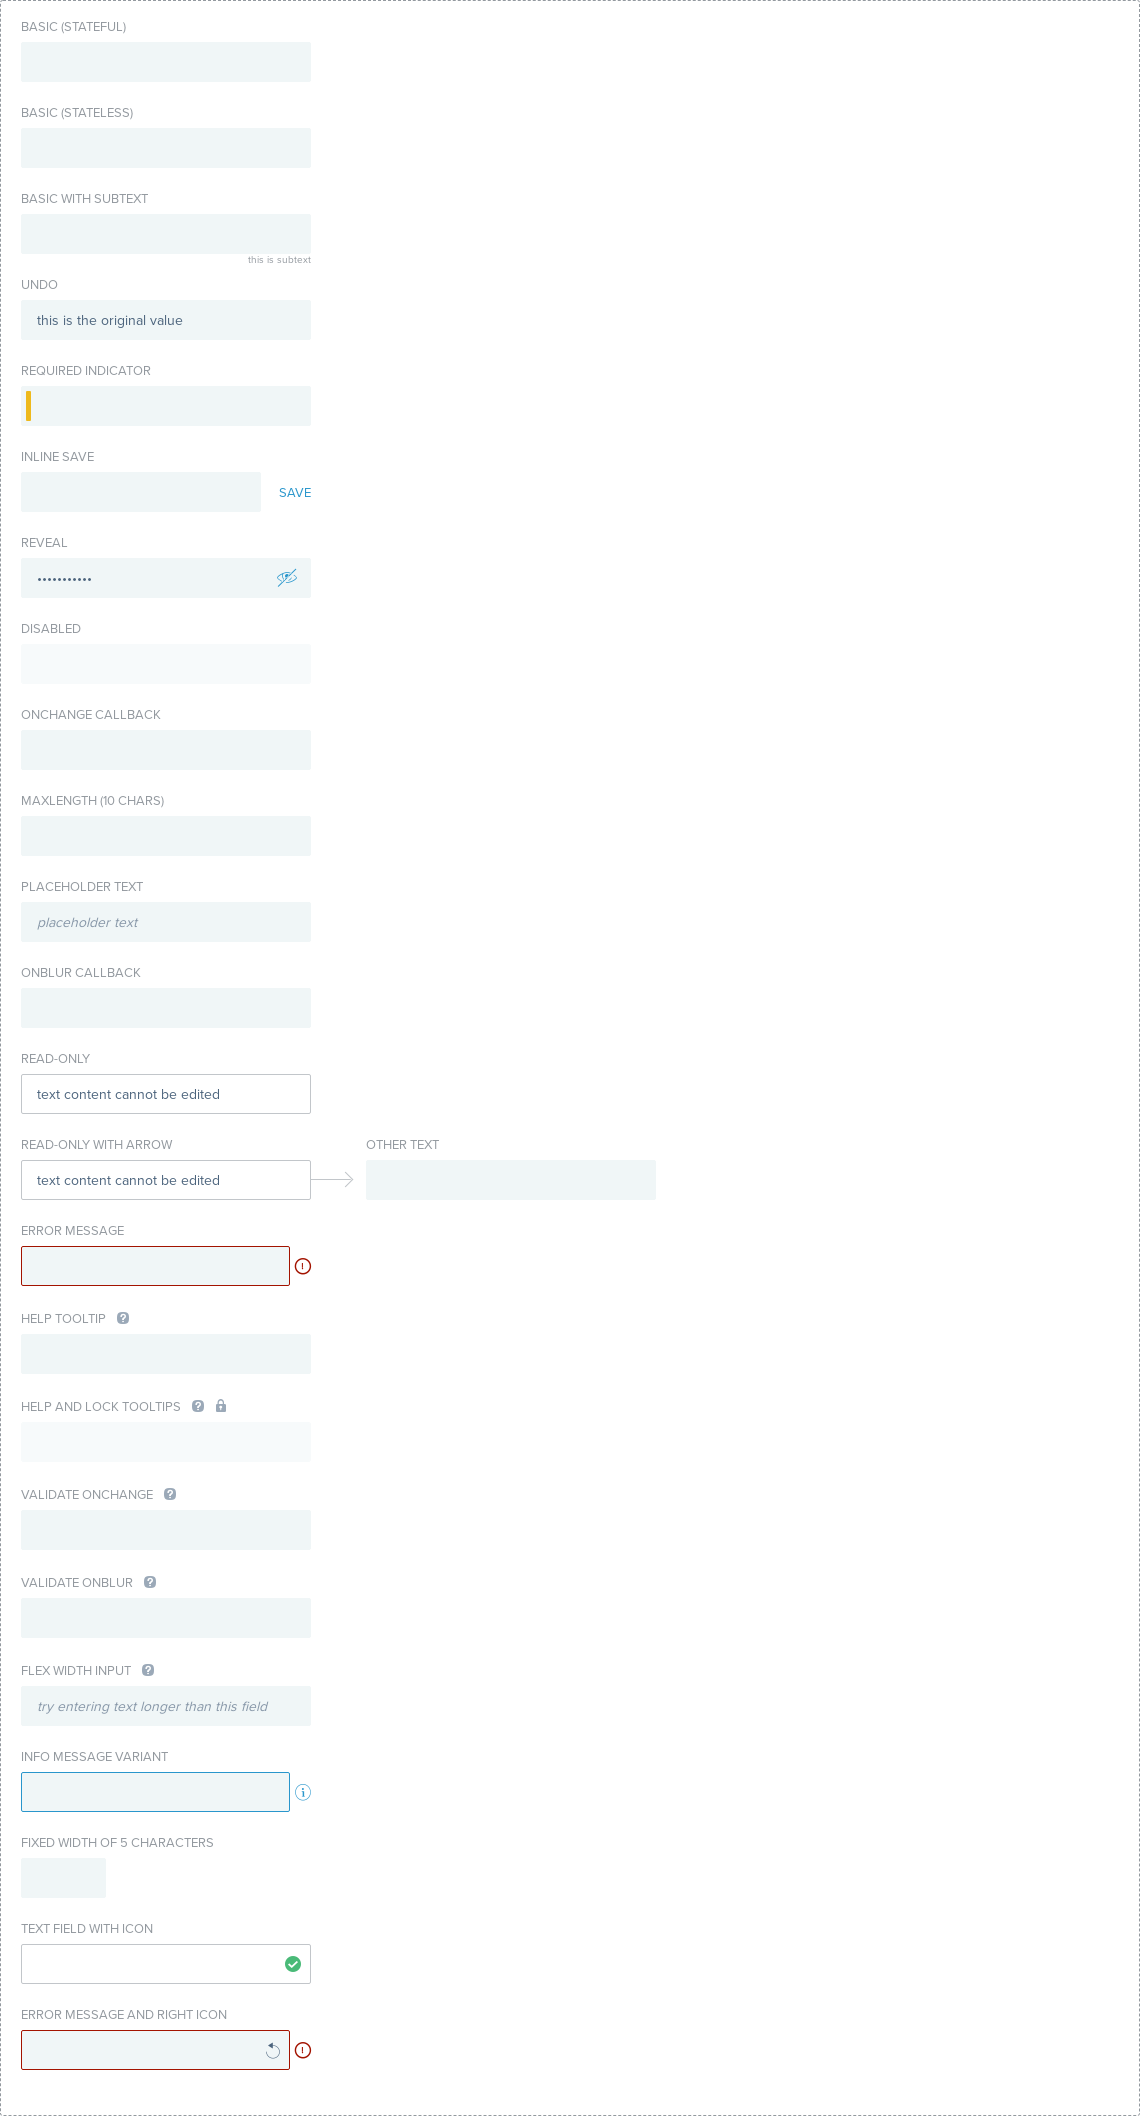 BASIC (STATEFUL)
BASIC (STATELESS)
BASIC WITH SUBTEXT
this is subtext
UNDO
this is the original value
REQUIRED INDICATOR
INLINE SAVE
SAVE
REVEAL
•••••••••••
DISABLED
ONCHANGE CALLBACK
MAXLENGTH (10 CHARS)
PLACEHOLDER TEXT
placeholder text
ONBLUR CALLBACK
READ-ONLY
text content cannot be edited
READ-ONLY WITH ARROW
OTHER TEXT
text content cannot be edited
ERROR MESSAGE
HELP TOOLTIP
HELP AND LOCK TOOLTIPS
VALIDATE ONCHANGE
VALIDATE ONBLUR
FLEX WIDTH INPUT
try entering text longer than this field
INFO MESSAGE VARIANT
FIXED WIDTH OF 5 CHARACTERS
TEXT FIELD WITH ICON
ERROR MESSAGE AND RIGHT ICON